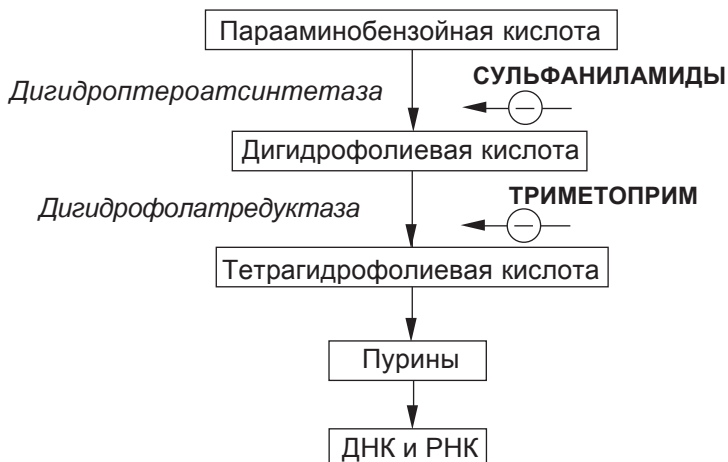 Парааминобензойная кислота
СУЛЬФАНИЛАМИДЫ
Дигидроптероатсинтетаза
Дигидрофолиевая кислота
ТРИМЕТОПРИМ
Дигидрофолатредуктаза
Тетрагидрофолиевая кислота
Пурины
ДНК и РНК